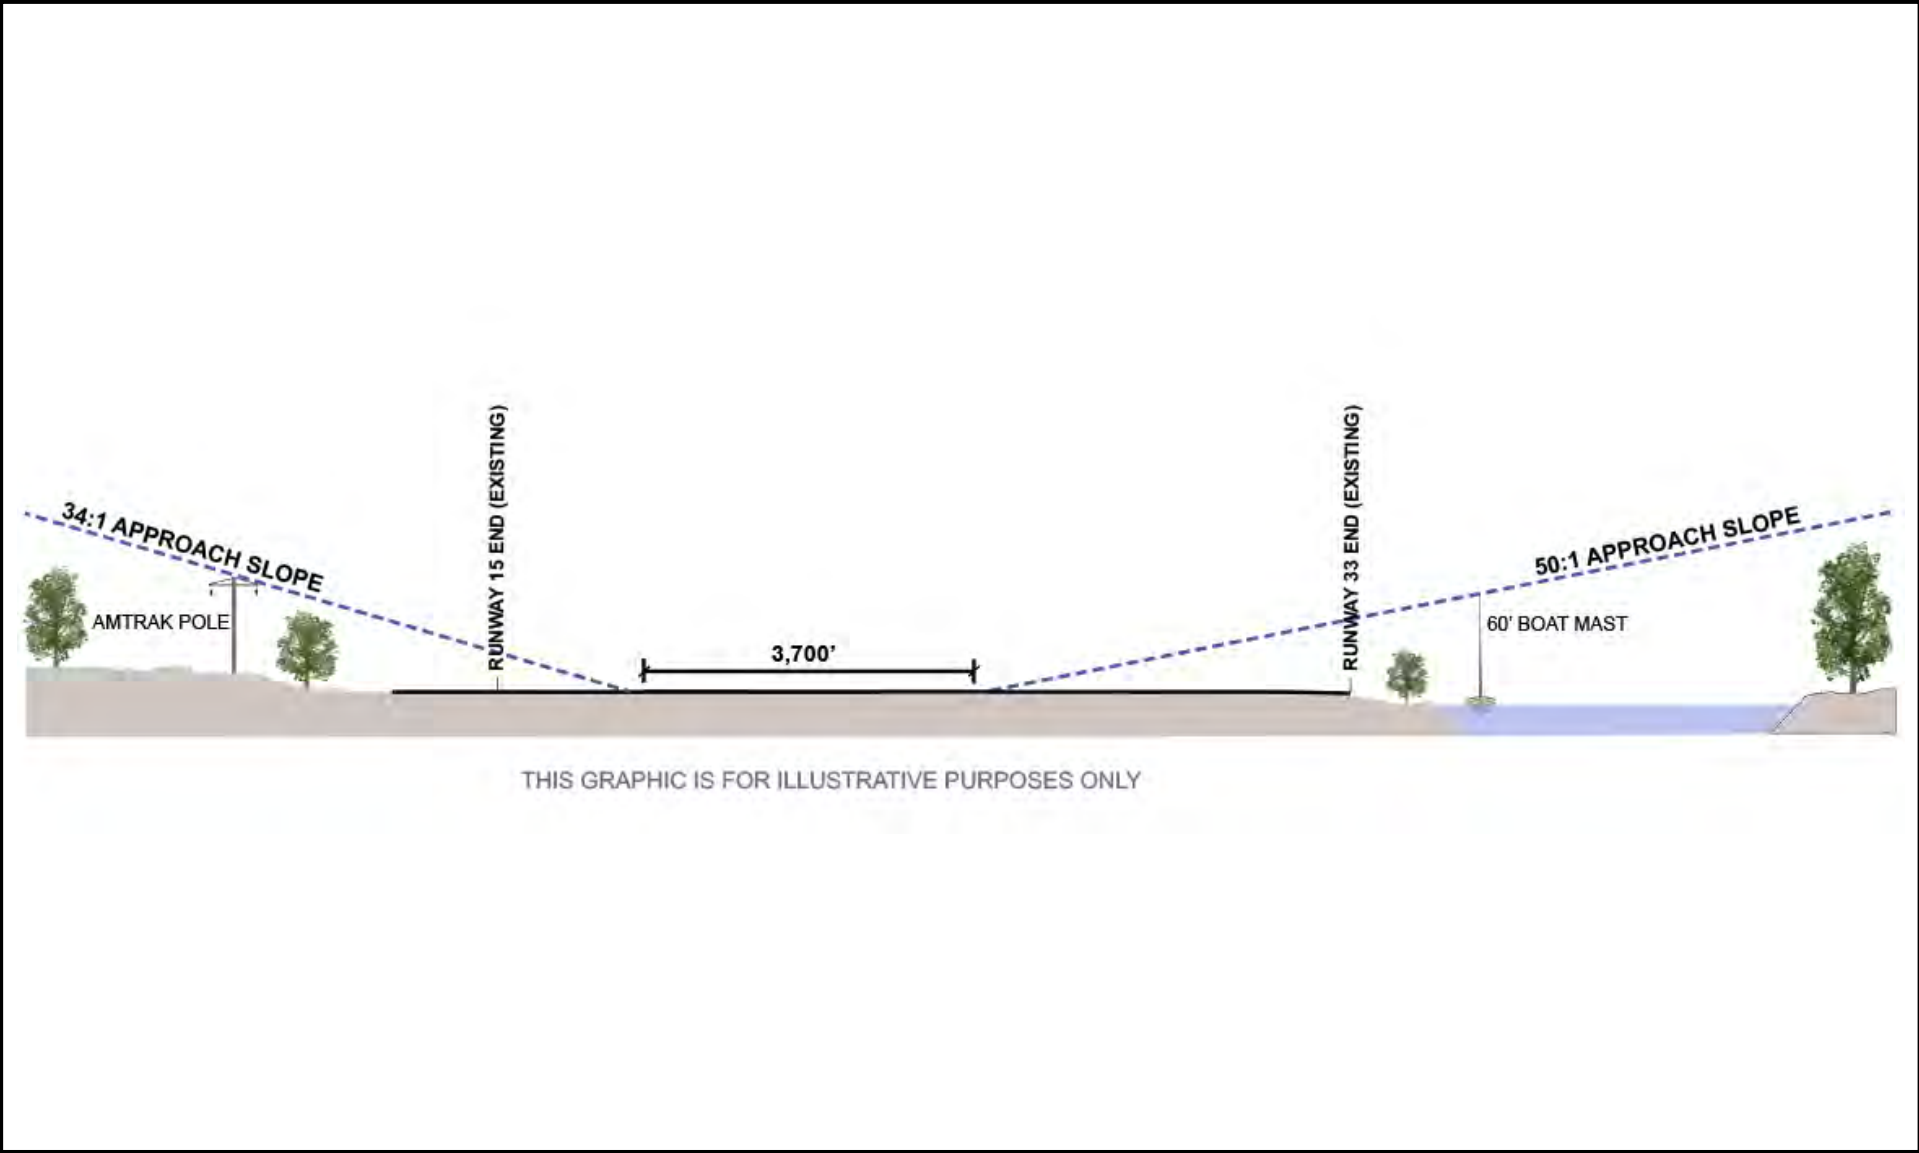 RUNWAY 15 END (EXISTING)
RUNWAY 33 END (EXISTING)
34:1 APPROACH SLOPE
50:1 APPROACH SLOPE
AMTRAK POLE
3,700’
60' BOAT MAST
THIS GRAPHIC IS FOR ILLUSTRATIVE PURPOSES ONLY